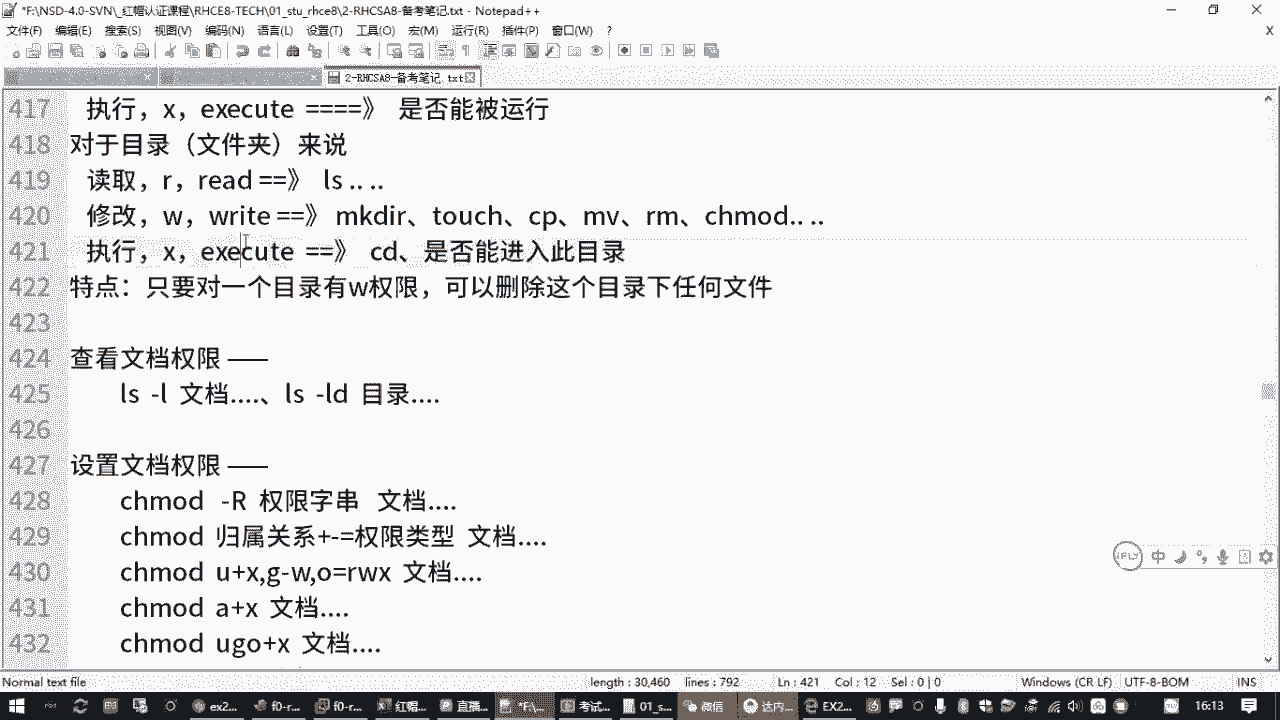 *F:\NSD-4.0-SVN\_红帽认证课程\RHCE8-TECH\01_stu_rhce8\2-RHCSA8-备考笔记.txt - Notepad++
文件(F) 编辑(E) 搜索(S) 视图(V) 编码(N) 语言(L) 设置(T) 工具(O) 宏(M) 运行(R) 插件(P) 窗口(W) ? X
2-RHCSA8-备考笔记.txt
417 执行，x，execute ====》 是否能被运行
418 对于目录（文件夹）来说
419 读取，r，read ==》 ls .. ..
420 修改，w，write ==》 mkdir、touch、cp、mv、rm、chmod.. ..
421 执行，x，execute ==》 cd、是否能进入此目录
422 特点：只要对一个目录有w权限，可以删除这个目录下任何文件
423
424 查看文档权限 ——
425 ls -l 文档....、ls -ld 目录....
426
427 设置文档权限 ——
428 chmod -R 权限字串 文档....
429 chmod 归属关系+-=权限类型 文档....
430 chmod u+x,g-w,o=rwx 文档....
431 chmod a+x 文档....
432 chmod ugo+x 文档....
iFLY 中
Normal text file length : 30,460 lines : 792 Ln : 421 Col : 12 Sel : 0 | 0 Windows (CR LF) UTF-8-BOM INS
ex2... f0-r... f0-r... 红帽... 直播... *F:\... 考试... 01_s... 微信 达内... EX2... 中 16:13